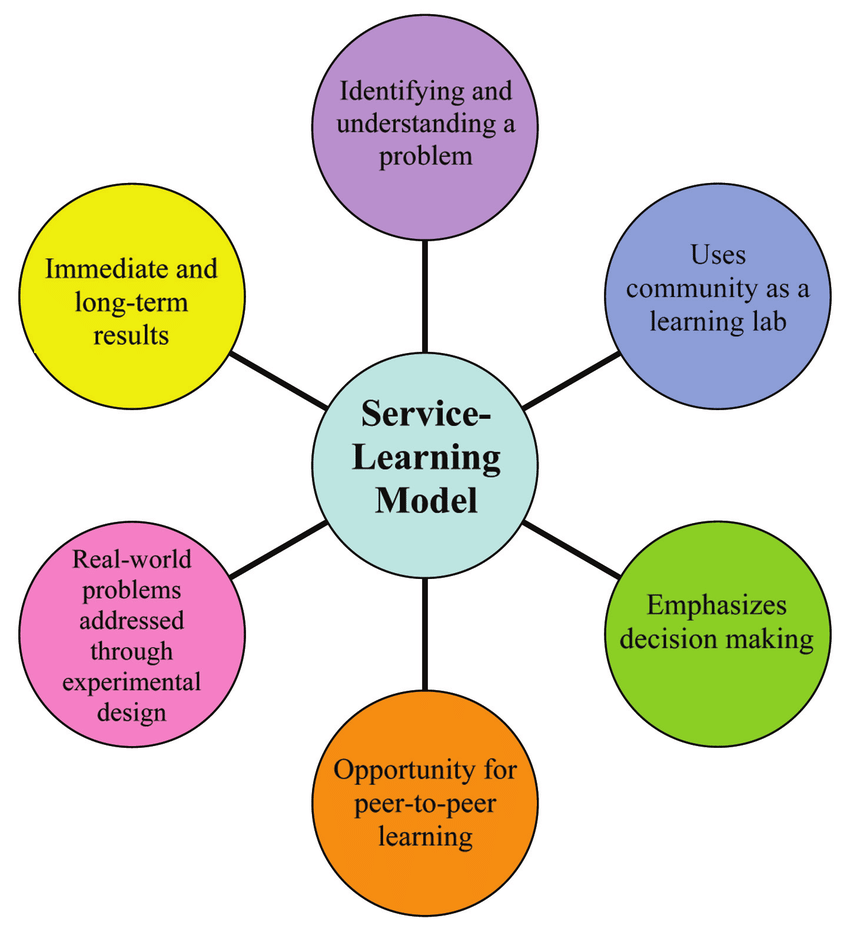 Identifying and
understanding a
problem
Uses
community as a
learning lab
Immediate and
long-term
results
Service-
Learning
Model
Real-world
problems
addressed
through
experimental
design
Emphasizes
decision making
Opportunity for
peer-to-peer
learning